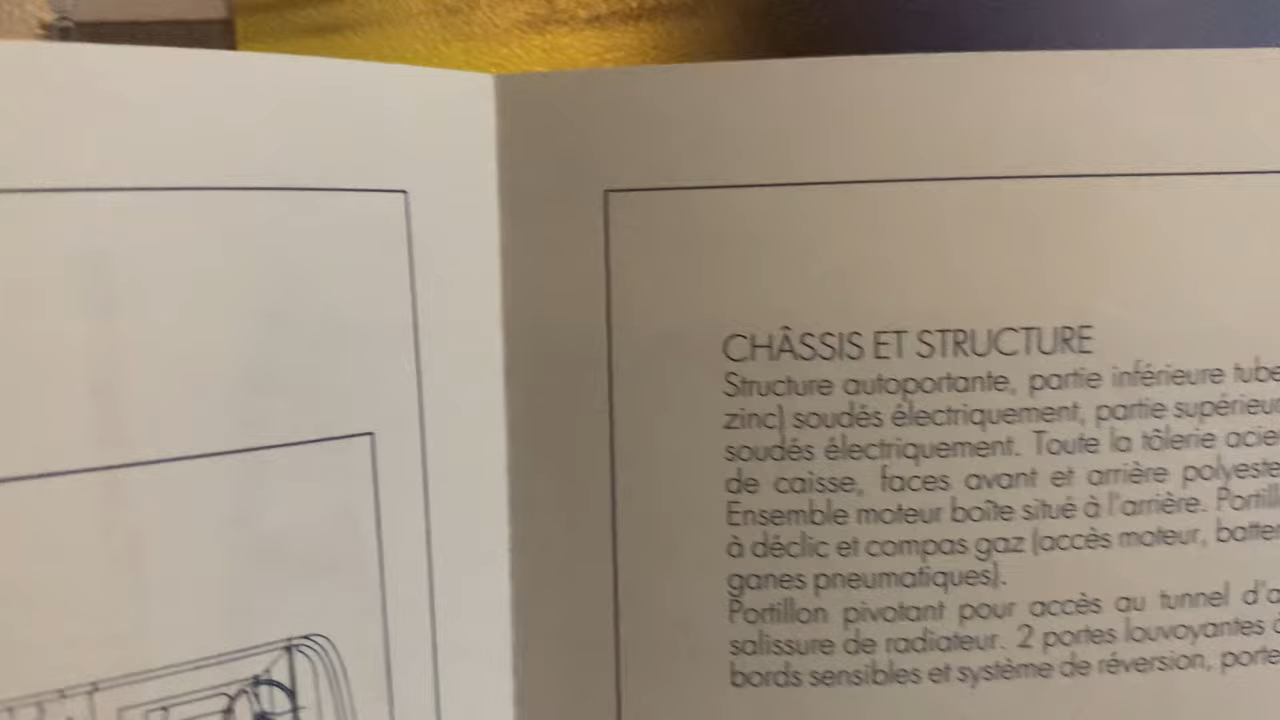 CHÂSSIS ET STRUCTURE
Structure autoportante, partie inférieure tube
zinc) soudés électriquement, partie supérieur
soudés électriquement. Toute la tôlerie acie
de caisse, faces avant et arrière polyeste
Ensemble moteur boîte situé à l'arrière. Portill
à déclic et compas gaz (accès moteur, batter
ganes pneumatiques).
Portillon pivotant pour accès au tunnel d'a
salissure de radiateur. 2 portes louvoyantes à
bords sensibles et système de réversion, porte